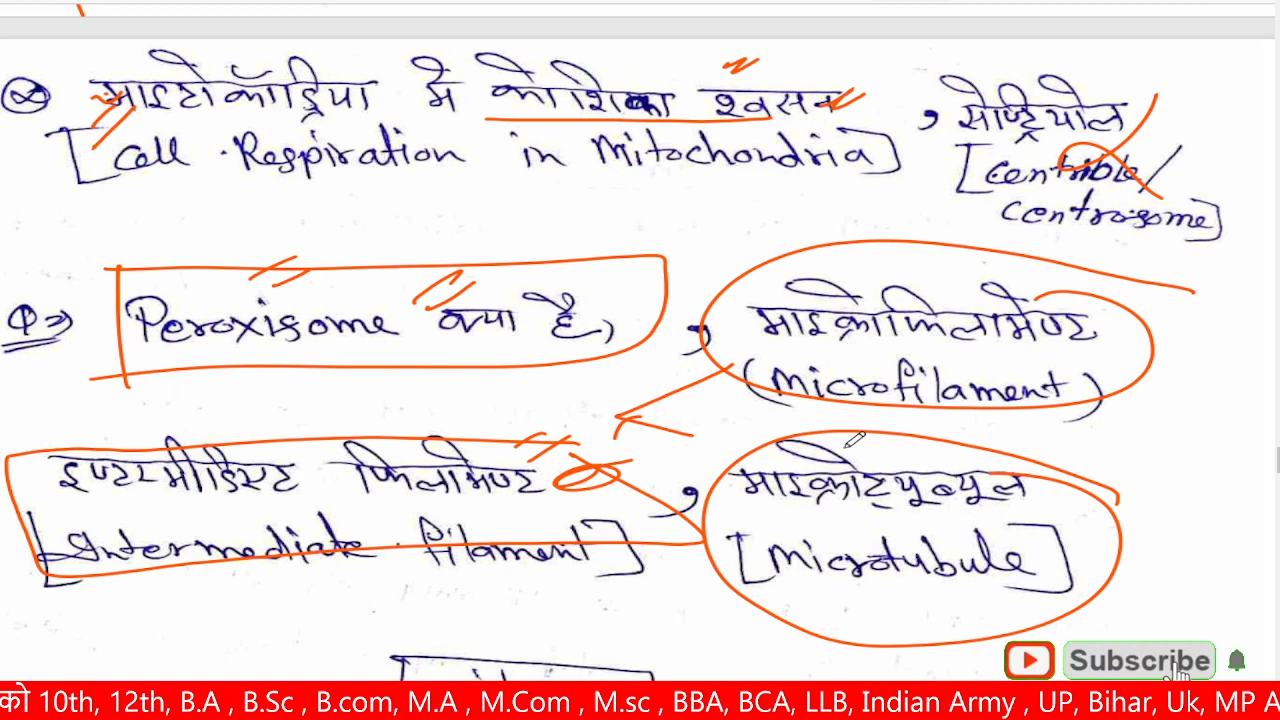 माइटोकॉंड्रिया में कोशिका श्वसन , सेण्ट्रियोल
[Cell Respiration in Mitochondria] [Centriole/
Centrosome]
Q ⇒ Peroxisome क्या है, , माइक्रोफिलामेण्ट
(Microfilament)
इण्टरमीडिएट फिलामेण्ट , माइक्रोट्यूब्यूल
[Intermediate filament] [Microtubule]
Subscribe
को 10th, 12th, B.A , B.Sc , B.com, M.A , M.Com , M.sc , BBA, BCA, LLB, Indian Army , UP, Bihar, Uk, MP A